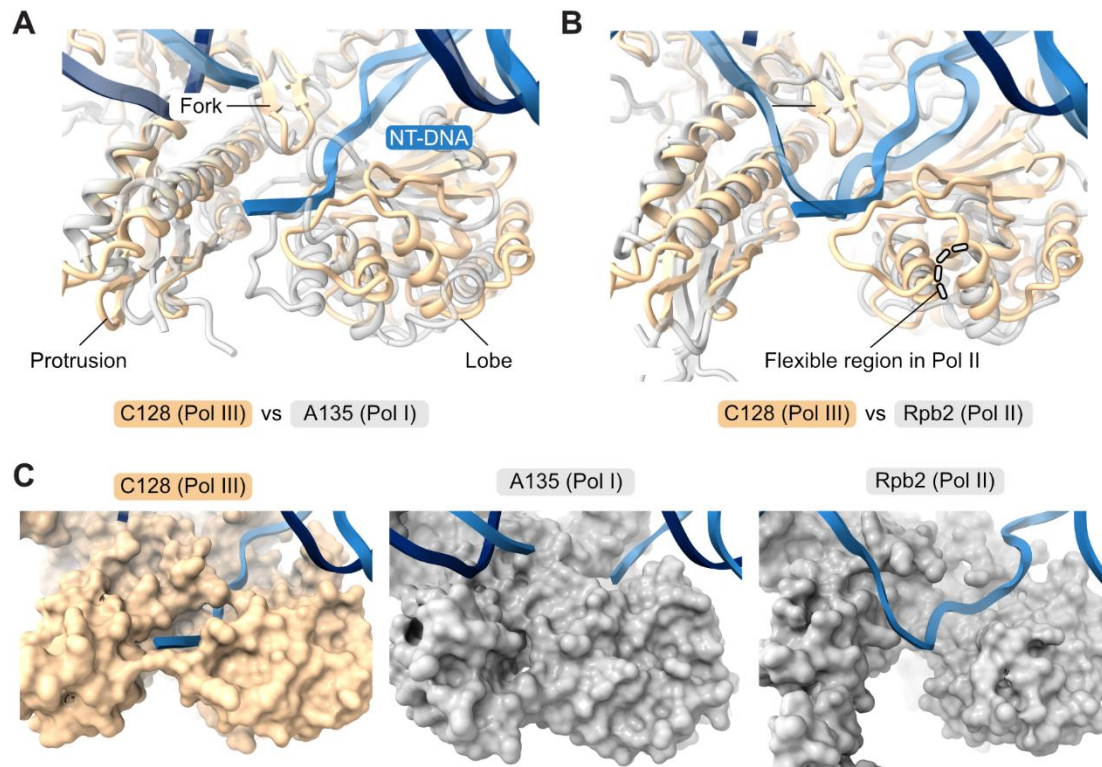 A
Fork
NT-DNA
Protrusion
Lobe
C128 (Pol III) vs A135 (Pol I)
B
Flexible region in Pol II
C128 (Pol III) vs Rpb2 (Pol II)
C
C128 (Pol III)
A135 (Pol I)
Rpb2 (Pol II)